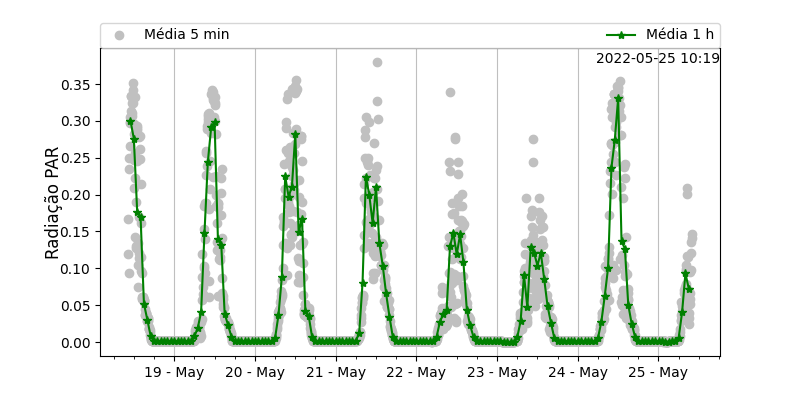 Média 5 min
Média 1 h
2022-05-25 10:19
Radiação PAR
0.35
0.30
0.25
0.20
0.15
0.10
0.05
0.00
19 - May
20 - May
21 - May
22 - May
23 - May
24 - May
25 - May